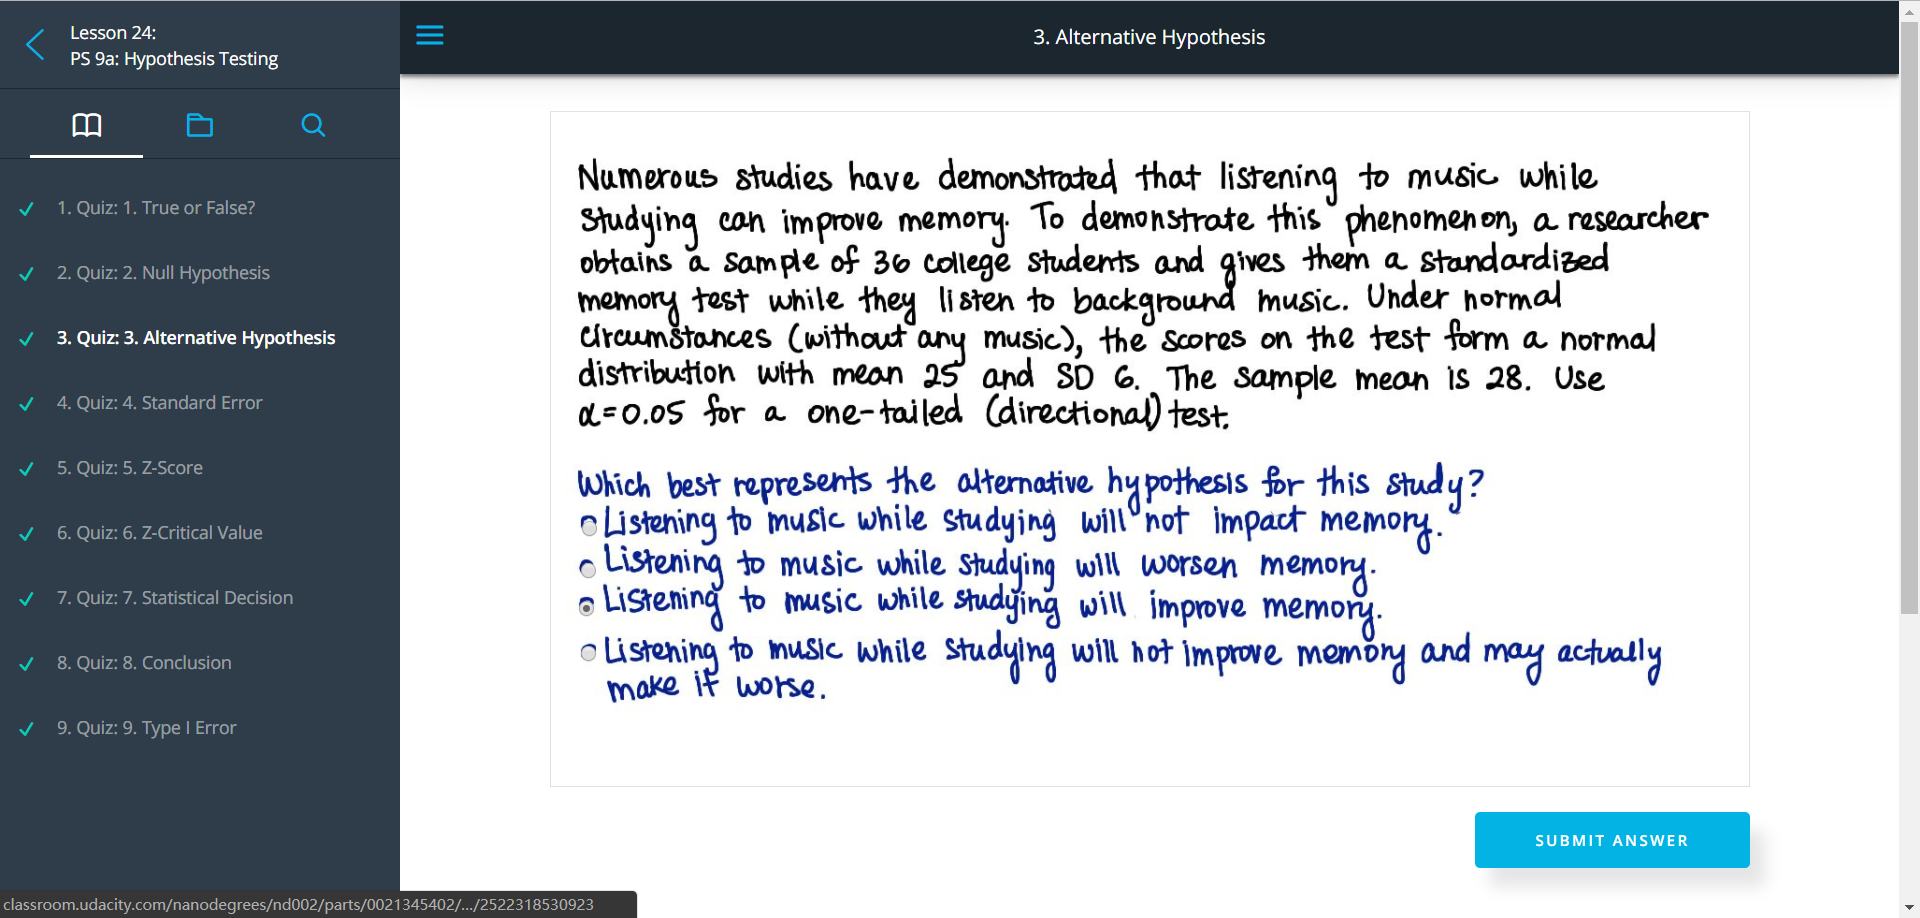 Lesson 24:
PS 9a: Hypothesis Testing
1. Quiz: 1. True or False?
2. Quiz: 2. Null Hypothesis
3. Quiz: 3. Alternative Hypothesis
4. Quiz: 4. Standard Error
5. Quiz: 5. Z-Score
6. Quiz: 6. Z-Critical Value
7. Quiz: 7. Statistical Decision
8. Quiz: 8. Conclusion
9. Quiz: 9. Type I Error
3. Alternative Hypothesis
Numerous studies have demonstrated that listening to music while
studying can improve memory. To demonstrate this phenomenon, a researcher
obtains a sample of 36 college students and gives them a standardized
memory test while they listen to background music. Under normal
circumstances (without any music), the scores on the test form a normal
distribution with mean 25 and SD 6. The sample mean is 28. Use
α=0.05 for a one-tailed (directional) test.
Which best represents the alternative hypothesis for this study?
Listening to music while studying will not impact memory.
Listening to music while studying will worsen memory.
Listening to music while studying will improve memory.
Listening to music while studying will not improve memory and may actually
make it worse.
SUBMIT ANSWER
classroom.udacity.com/nanodegrees/nd002/parts/0021345402/.../2522318530923